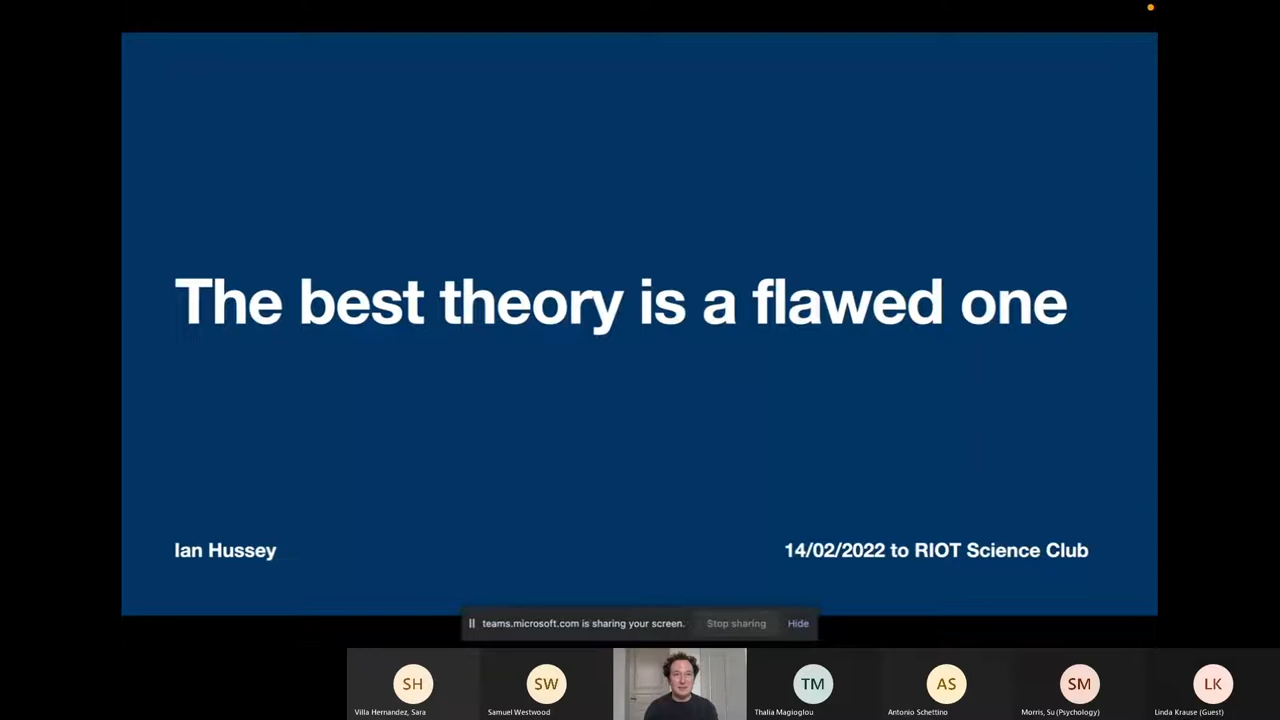 The best theory is a flawed one
Ian Hussey
14/02/2022 to RIOT Science Club
teams.microsoft.com is sharing your screen.
Stop sharing
Hide
SH
SW
TM
AS
SM
LK
Villa Hernandez, Sara
Samuel Westwood
Thalia Magioglou
Antonio Schettino
Morris, Su (Psychology)
Linda Krause (Guest)